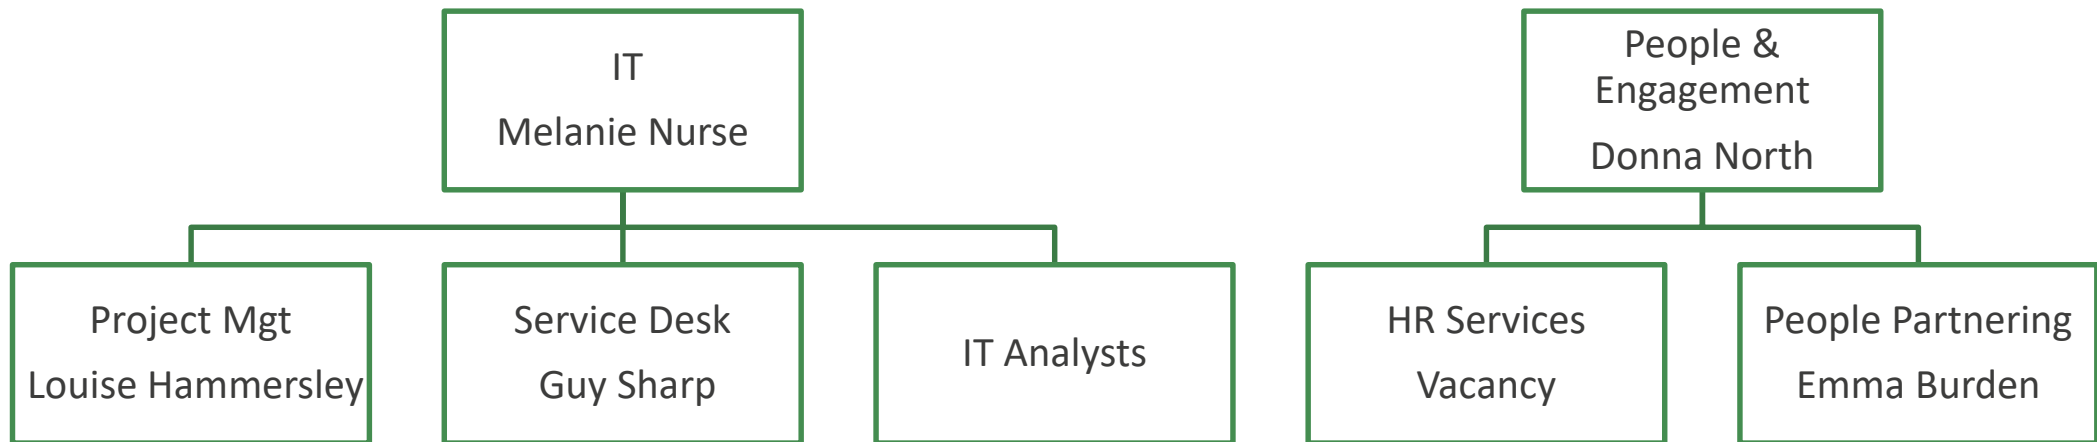 IT
Melanie Nurse
People &
Engagement
Donna North
Project Mgt
Louise Hammersley
Service Desk
Guy Sharp
IT Analysts
HR Services
Vacancy
People Partnering
Emma Burden